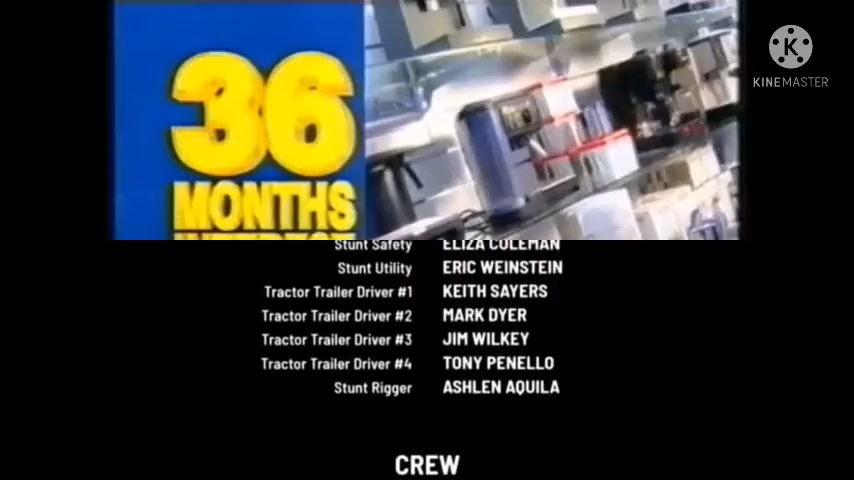 36
MONTHS
KINEMASTER
Stunt Safety ELIZA COLEMAN
Stunt Utility ERIC WEINSTEIN
Tractor Trailer Driver #1 KEITH SAYERS
Tractor Trailer Driver #2 MARK DYER
Tractor Trailer Driver #3 JIM WILKEY
Tractor Trailer Driver #4 TONY PENELLO
Stunt Rigger ASHLEN AQUILA
CREW